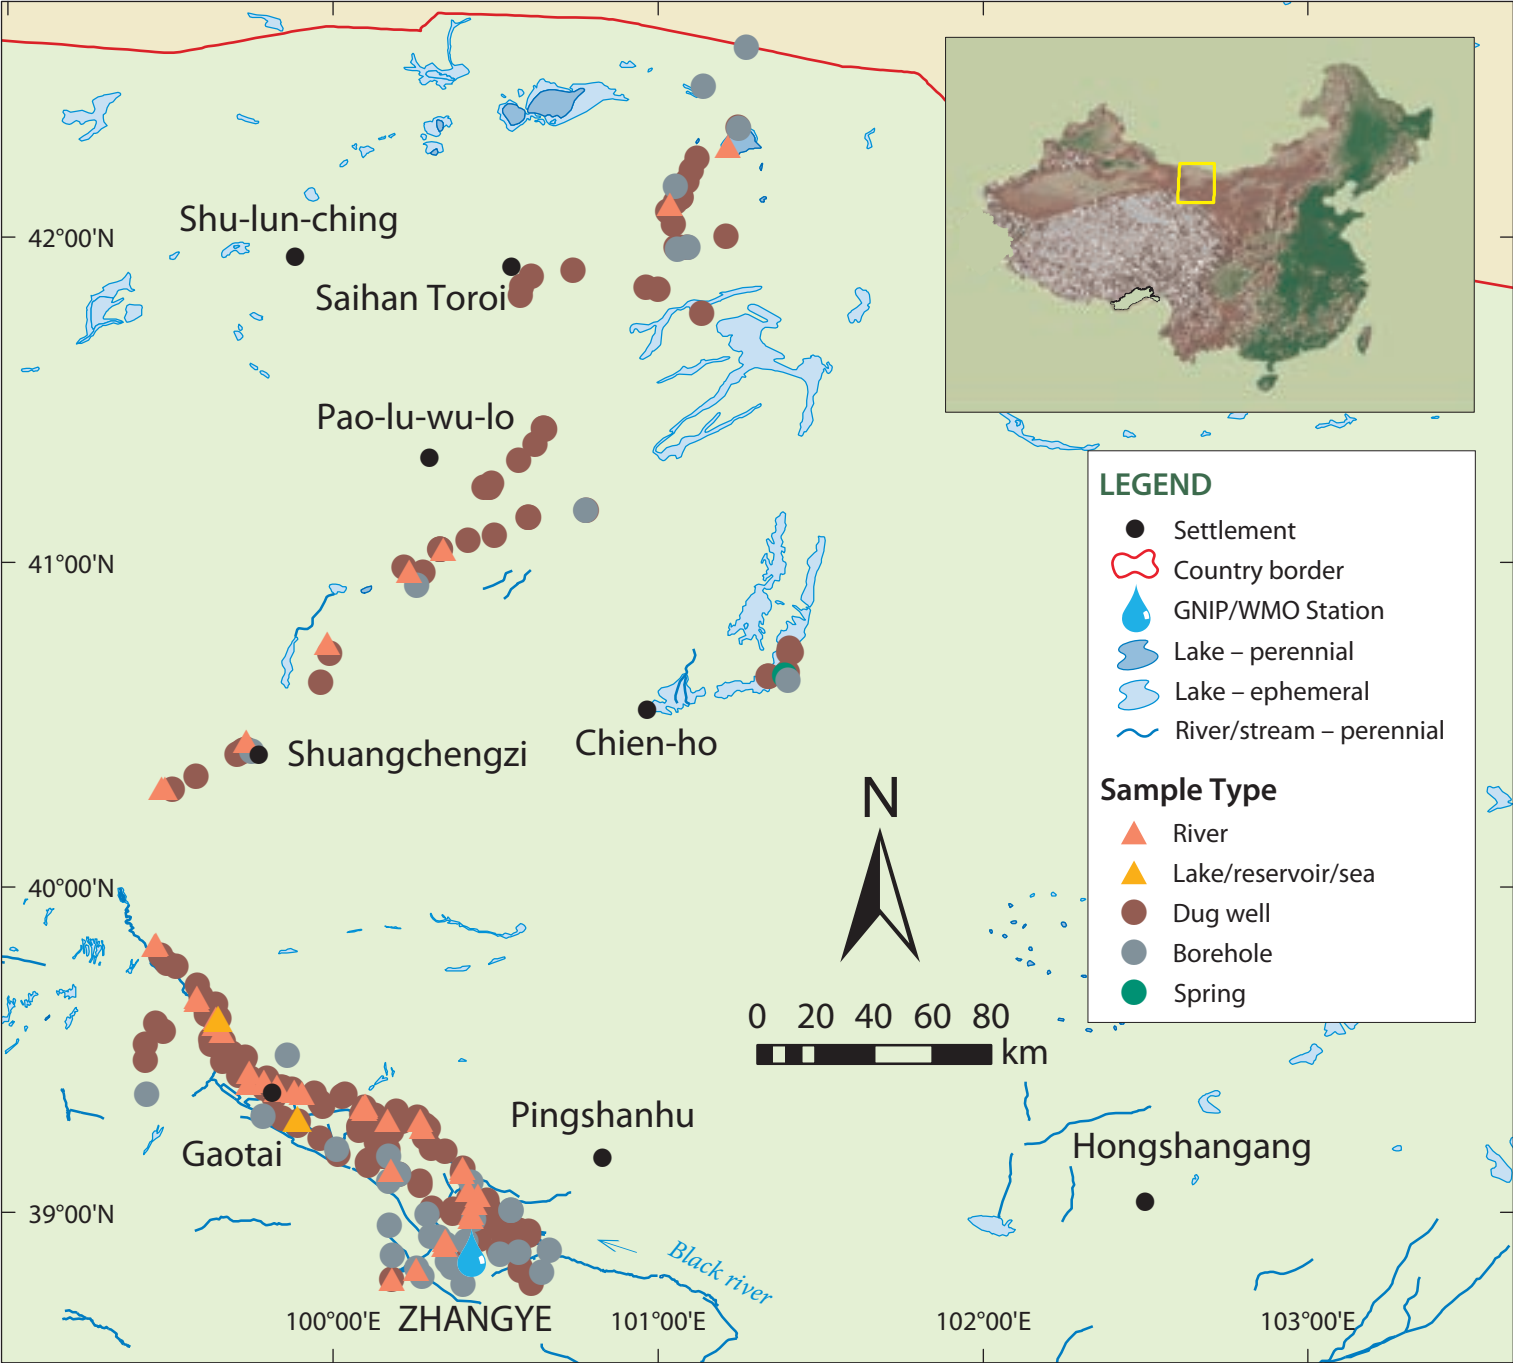 42°00'N
41°00'N
40°00'N
39°00'N
100°00'E
101°00'E
102°00'E
103°00'E
Shu-lun-ching
Saihan Toroi
Pao-lu-wu-lo
Shuangchengzi
Chien-ho
Gaotai
Pingshanhu
Hongshangang
ZHANGYE
Black river
N
0 20 40 60 80
km
LEGEND
Settlement
Country border
GNIP/WMO Station
Lake – perennial
Lake – ephemeral
River/stream – perennial
Sample Type
River
Lake/reservoir/sea
Dug well
Borehole
Spring